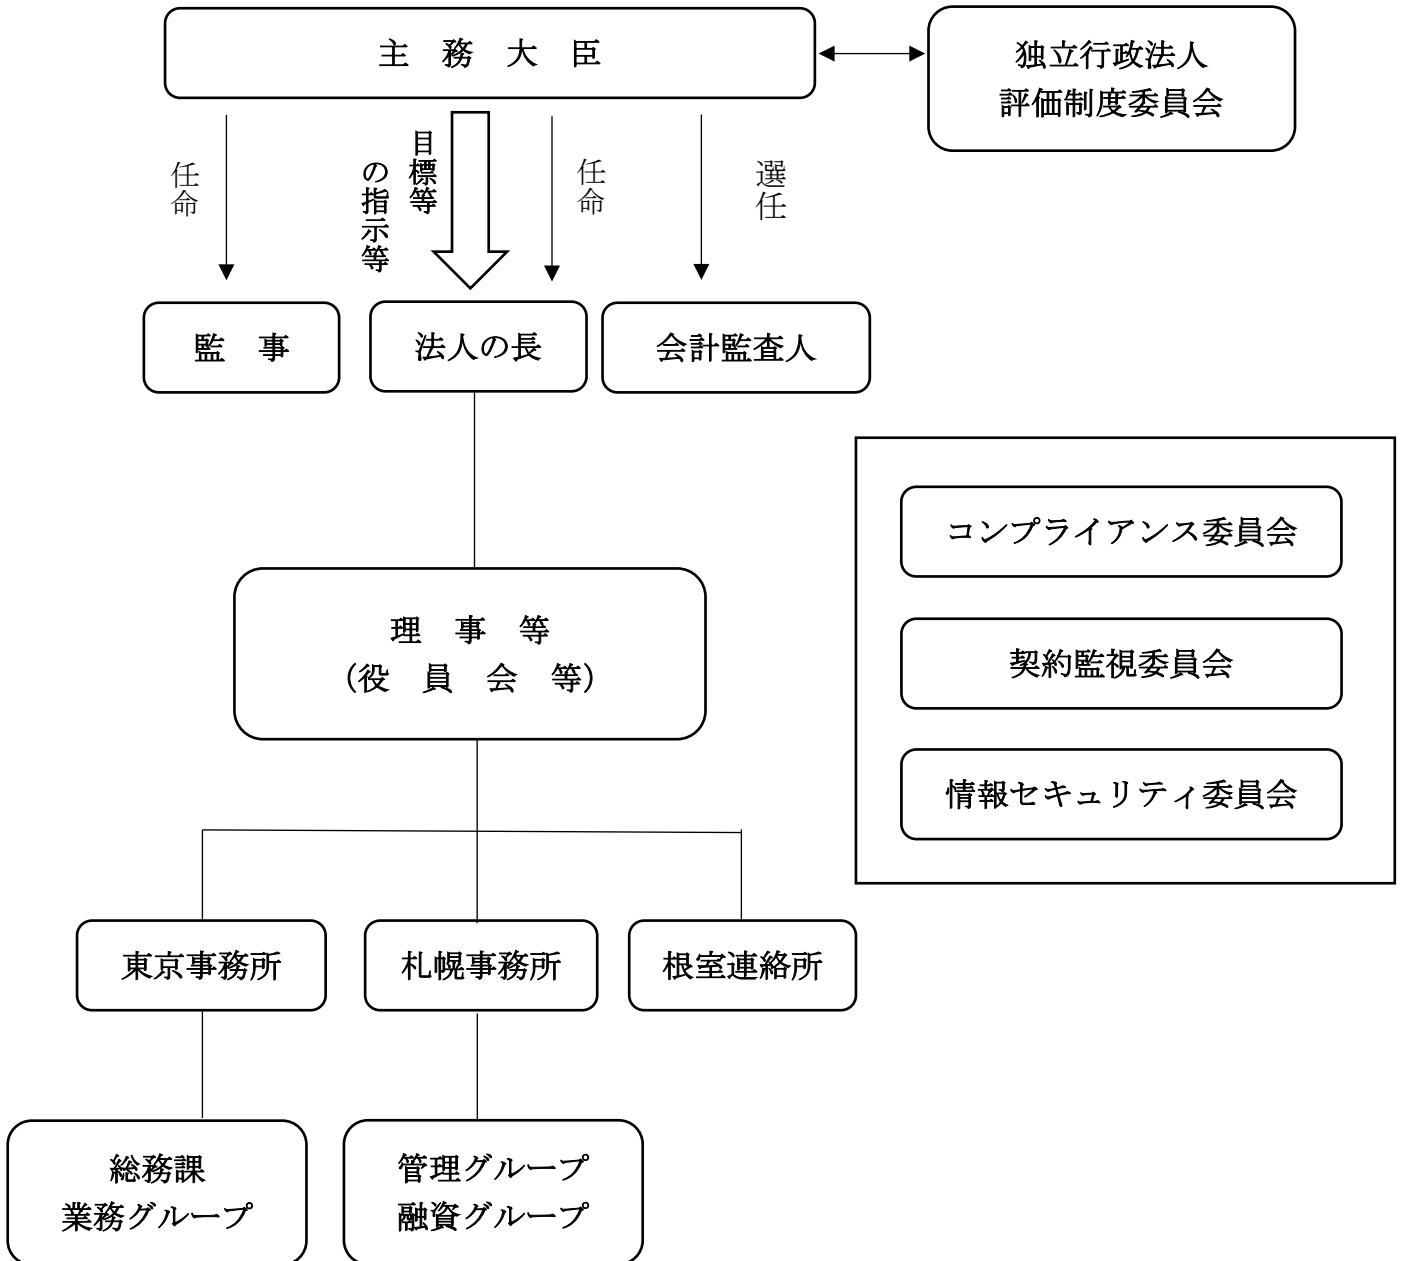 主　務　大　臣
独立行政法人
評価制度委員会
任命
目標等
の指示等
任命
選任
監　事
法人の長
会計監査人
コンプライアンス委員会
契約監視委員会
情報セキュリティ委員会
理　事　等
（役　員　会　等）
東京事務所
札幌事務所
根室連絡所
総務課
業務グループ
管理グループ
融資グループ